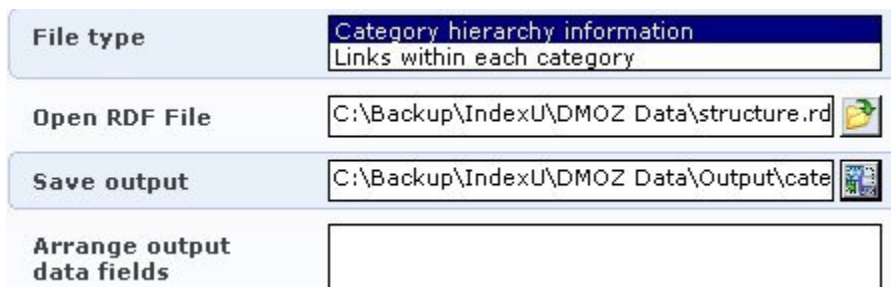 File type
Category hierarchy information
Links within each category
Open RDF File
C:\Backup\IndexU\DMOZ Data\structure.rd
Save output
C:\Backup\IndexU\DMOZ Data\Output\cate
Arrange output
data fields